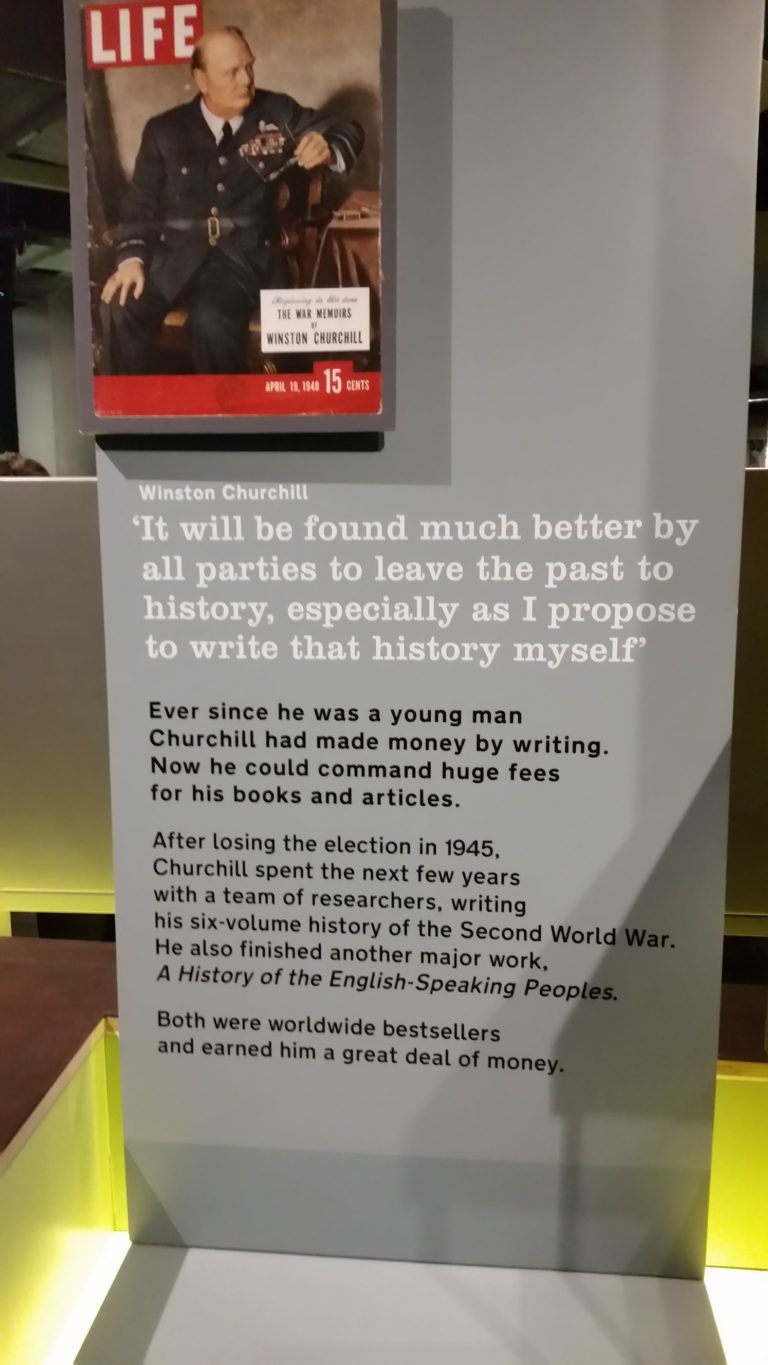 LIFE
Beginning in this issue
THE WAR MEMOIRS
OF
WINSTON CHURCHILL
APRIL 19, 1948 15 CENTS
Winston Churchill
‘It will be found much better by
all parties to leave the past to
history, especially as I propose
to write that history myself’
Ever since he was a young man
Churchill had made money by writing.
Now he could command huge fees
for his books and articles.
After losing the election in 1945,
Churchill spent the next few years
with a team of researchers, writing
his six-volume history of the Second World War.
He also finished another major work,
A History of the English-Speaking Peoples.
Both were worldwide bestsellers
and earned him a great deal of money.